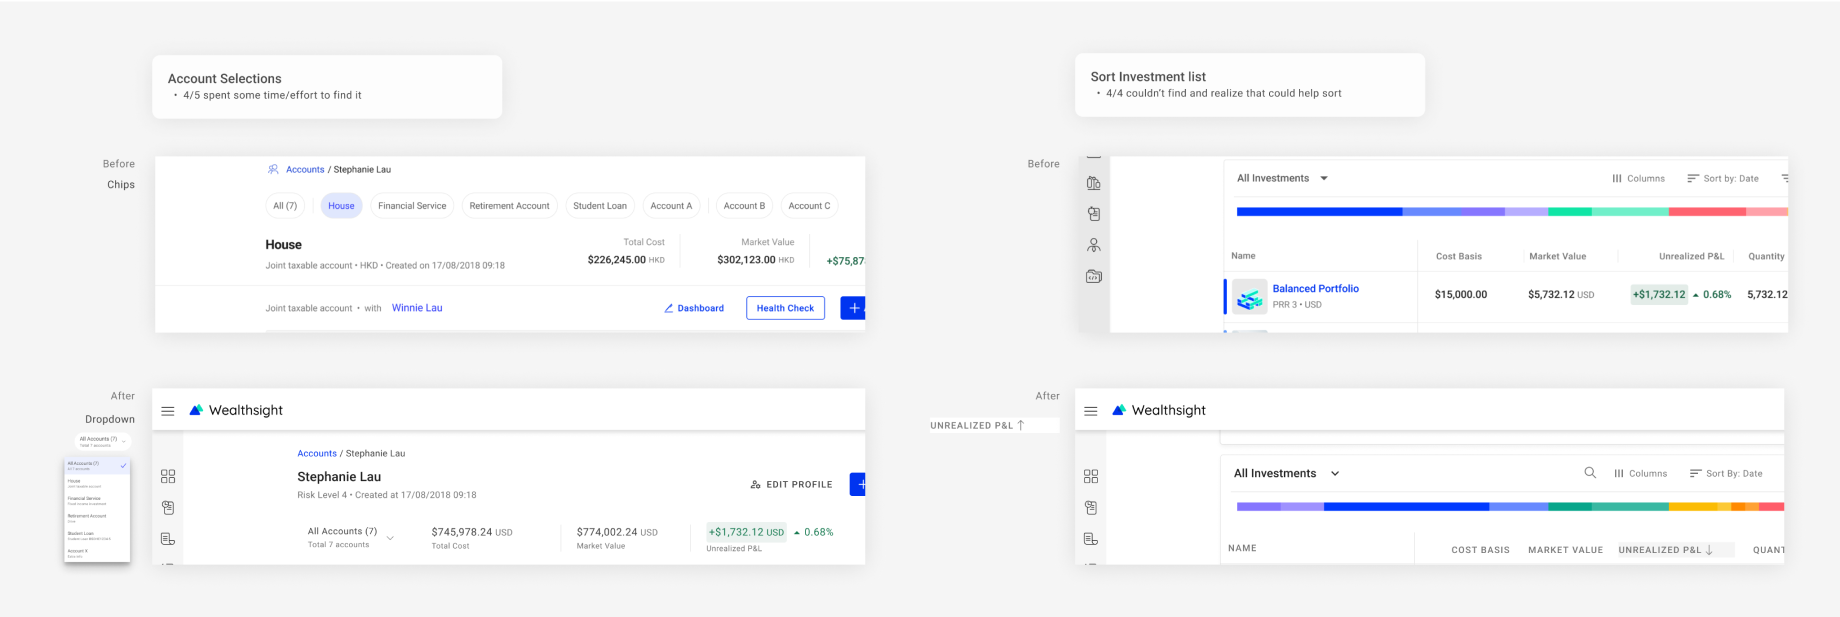 Account Selections
• 4/5 spent some time/effort to find it
Before
Chips
Accounts / Stephanie Lau
All (7) House Financial Service Retirement Account Student Loan Account A Account B Account C
House
Joint taxable account • HKD • Created on 17/08/2018 09:18
Total Cost
$226,245.00 HKD
Market Value
$302,123.00 HKD
+$75,87
Joint taxable account • with Winnie Lau
Dashboard
Health Check
After
Dropdown
All Accounts (7)
Total 7 accounts
All Accounts (7)
All 7 accounts
House
Joint taxable account
Financial Service
Retirement Account
Student Loan
Account X
Wealthsight
Accounts / Stephanie Lau
Stephanie Lau
Risk Level 4 • Created at 17/08/2018 09:18
EDIT PROFILE
All Accounts (7)
Total 7 accounts
$745,978.24 USD
Total Cost
$774,002.24 USD
Market Value
+$1,732.12 USD 0.68%
Unrealized P&L
Sort Investment list
• 4/4 couldn't find and realize that could help sort
Before
All Investments
Columns
Sort by: Date
Name Cost Basis Market Value Unrealized P&L Quantity
Balanced Portfolio
PRR 3 • USD
$15,000.00 $5,732.12 USD +$1,732.12 0.68% 5,732.12
After
UNREALIZED P&L ↑
Wealthsight
All Investments
Columns
Sort By: Date
NAME COST BASIS MARKET VALUE UNREALIZED P&L ↓ QUANT